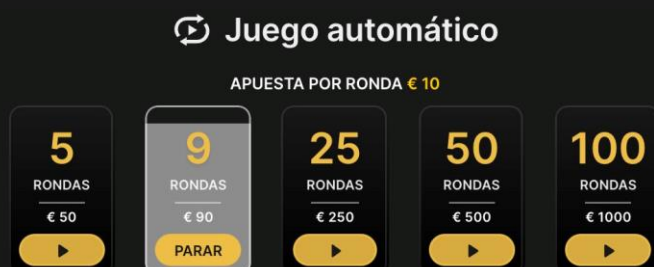 Juego automático
APUESTA POR RONDA € 10
5
RONDAS
€ 50
9
RONDAS
€ 90
PARAR
25
RONDAS
€ 250
50
RONDAS
€ 500
100
RONDAS
€ 1000